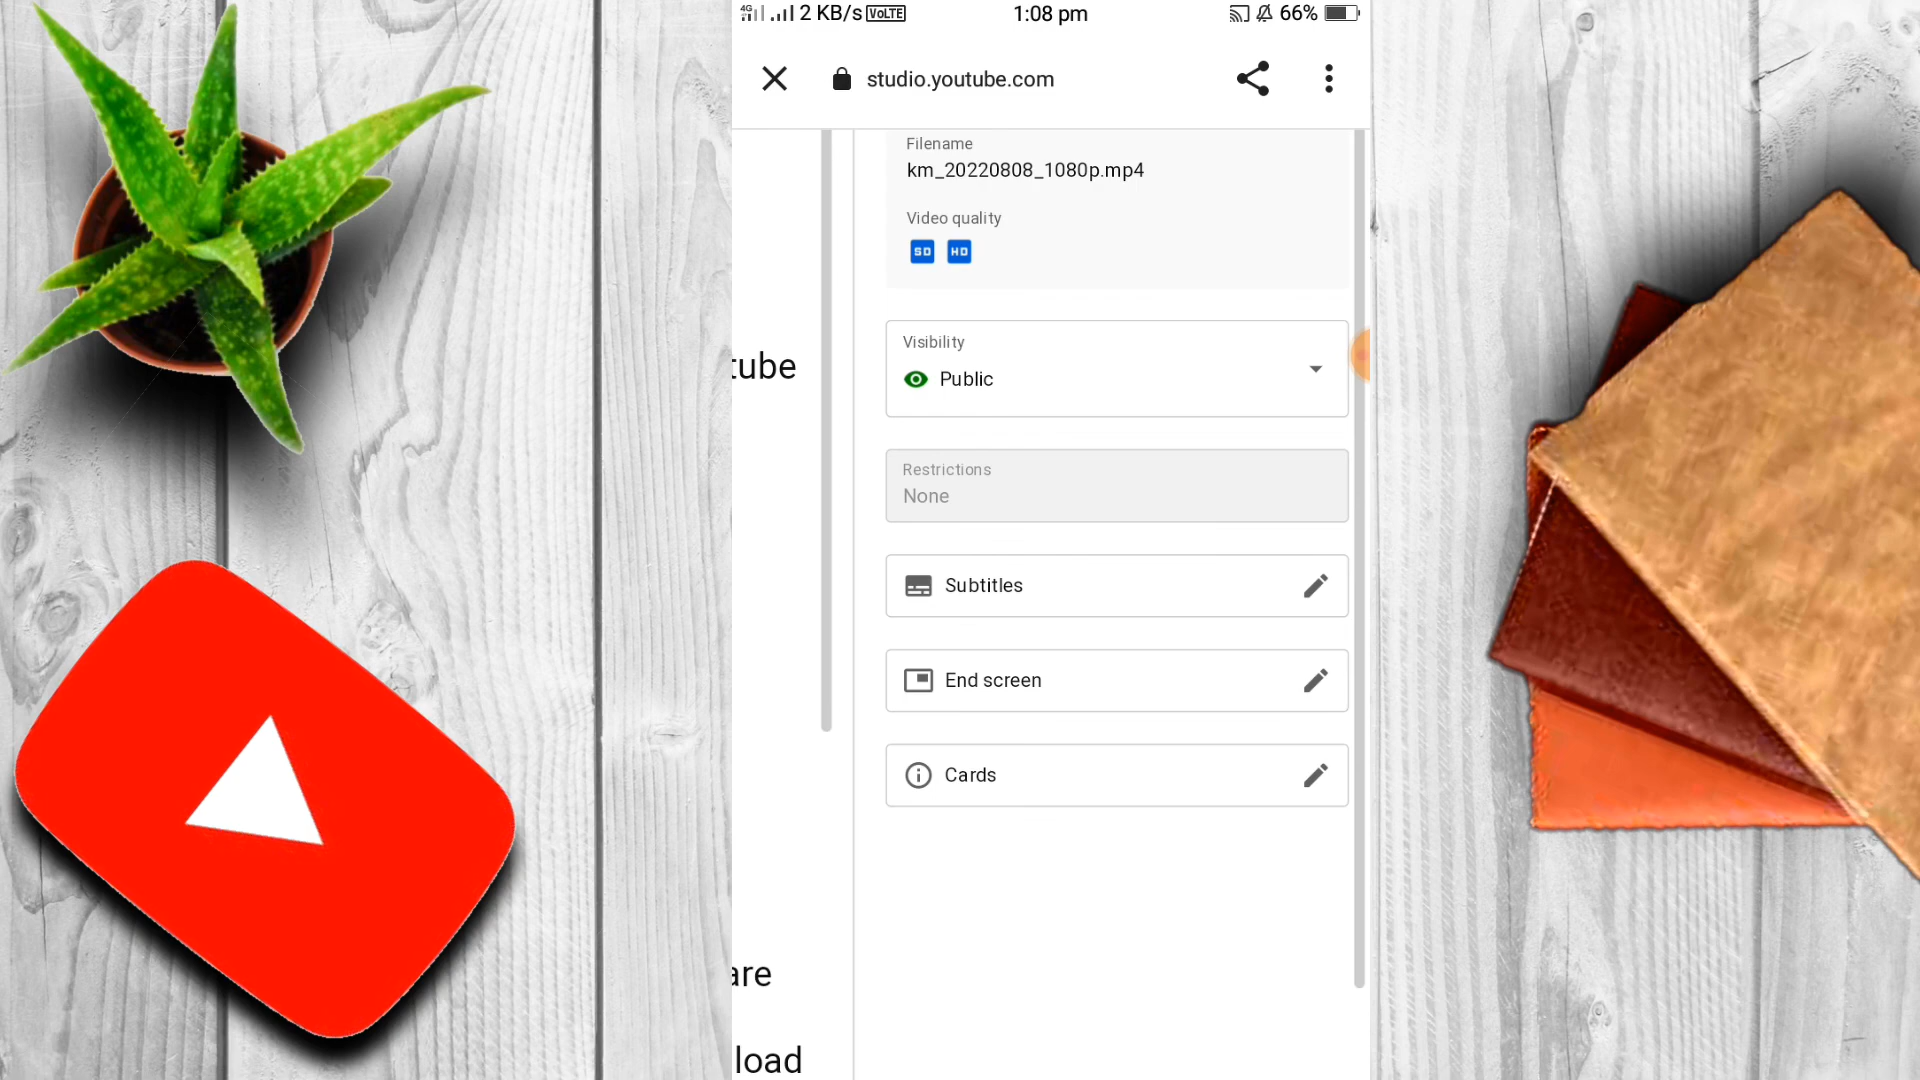 4G 2 KB/s VoLTE 1:08 pm 66%
studio.youtube.com
Filename
km_20220808_1080p.mp4
Video quality
SD HD
Visibility
tube
Public
Restrictions
None
Subtitles
End screen
Cards
are
load